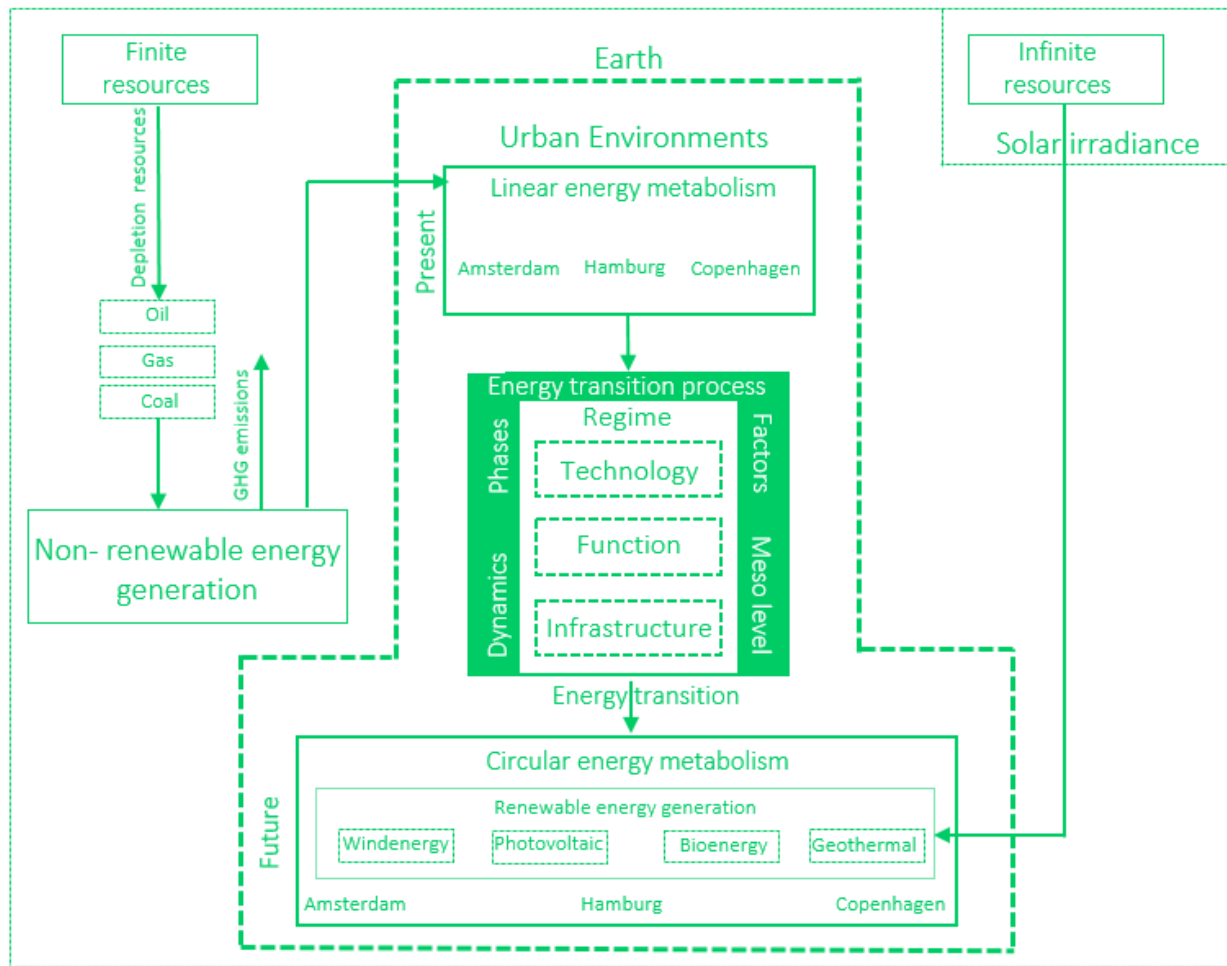 Finite
resources
Earth
Infinite
resources
Solar irradiance
Depletion resources
Urban Environments
Linear energy metabolism
Present
Amsterdam Hamburg Copenhagen
Oil
Gas
Coal
GHG emissions
Non- renewable energy
generation
Energy transition process
Regime
Phases
Factors
Technology
Function
Dynamics
Meso level
Infrastructure
Energy transition
Circular energy metabolism
Future
Renewable energy generation
Windenergy Photovoltaic Bioenergy Geothermal
Amsterdam Hamburg Copenhagen